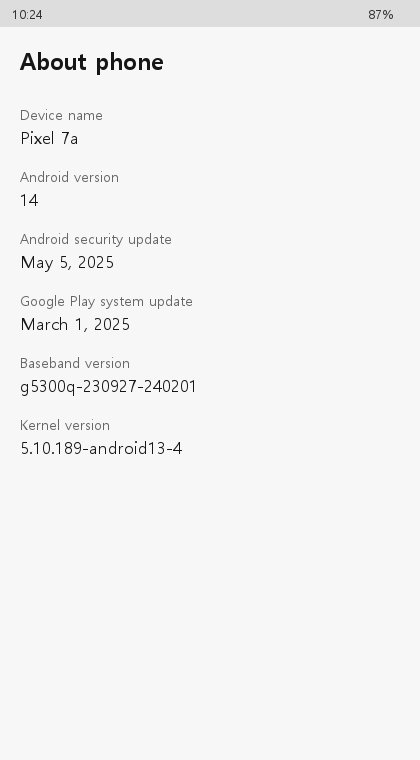 10:24 87%
About phone
Device name
Pixel 7a
Android version
14
Android security update
May 5, 2025
Google Play system update
March 1, 2025
Baseband version
g5300q-230927-240201
Kernel version
5.10.189-android13-4